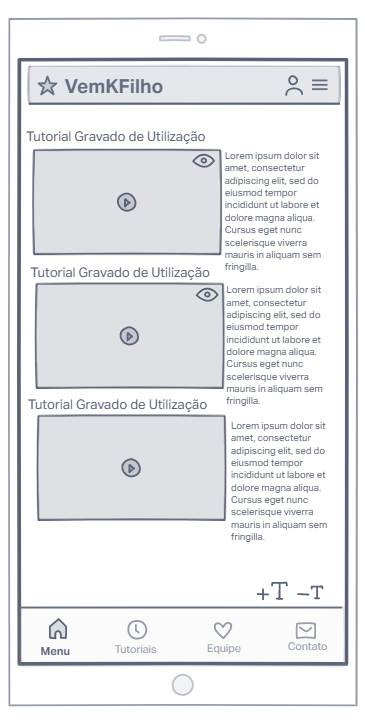 VemKFilho
Tutorial Gravado de Utilização
Lorem ipsum dolor sit
amet, consectetur
adipiscing elit, sed do
eiusmod tempor
incididunt ut labore et
dolore magna aliqua.
Cursus eget nunc
scelerisque viverra
mauris in aliquam sem
fringilla.
Tutorial Gravado de Utilização
Lorem ipsum dolor sit
amet, consectetur
adipiscing elit, sed do
eiusmod tempor
incididunt ut labore et
dolore magna aliqua.
Cursus eget nunc
scelerisque viverra
mauris in aliquam sem
fringilla.
Tutorial Gravado de Utilização
Lorem ipsum dolor sit
amet, consectetur
adipiscing elit, sed do
eiusmod tempor
incididunt ut labore et
dolore magna aliqua.
Cursus eget nunc
scelerisque viverra
mauris in aliquam sem
fringilla.
+T −T
Menu Tutoriais Equipe Contato